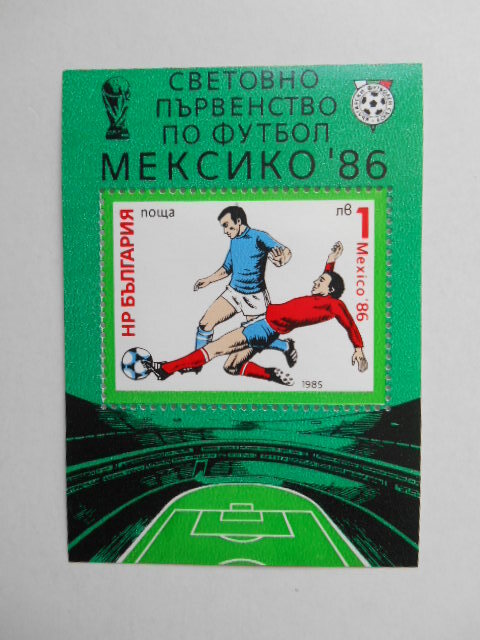 СВЕТОВНО
ПЪРВЕНСТВО
ПО ФУТБОЛ
МЕКСИКО '86
поща
лв 1
НР БЪЛГАРИЯ
Mexico '86
1985